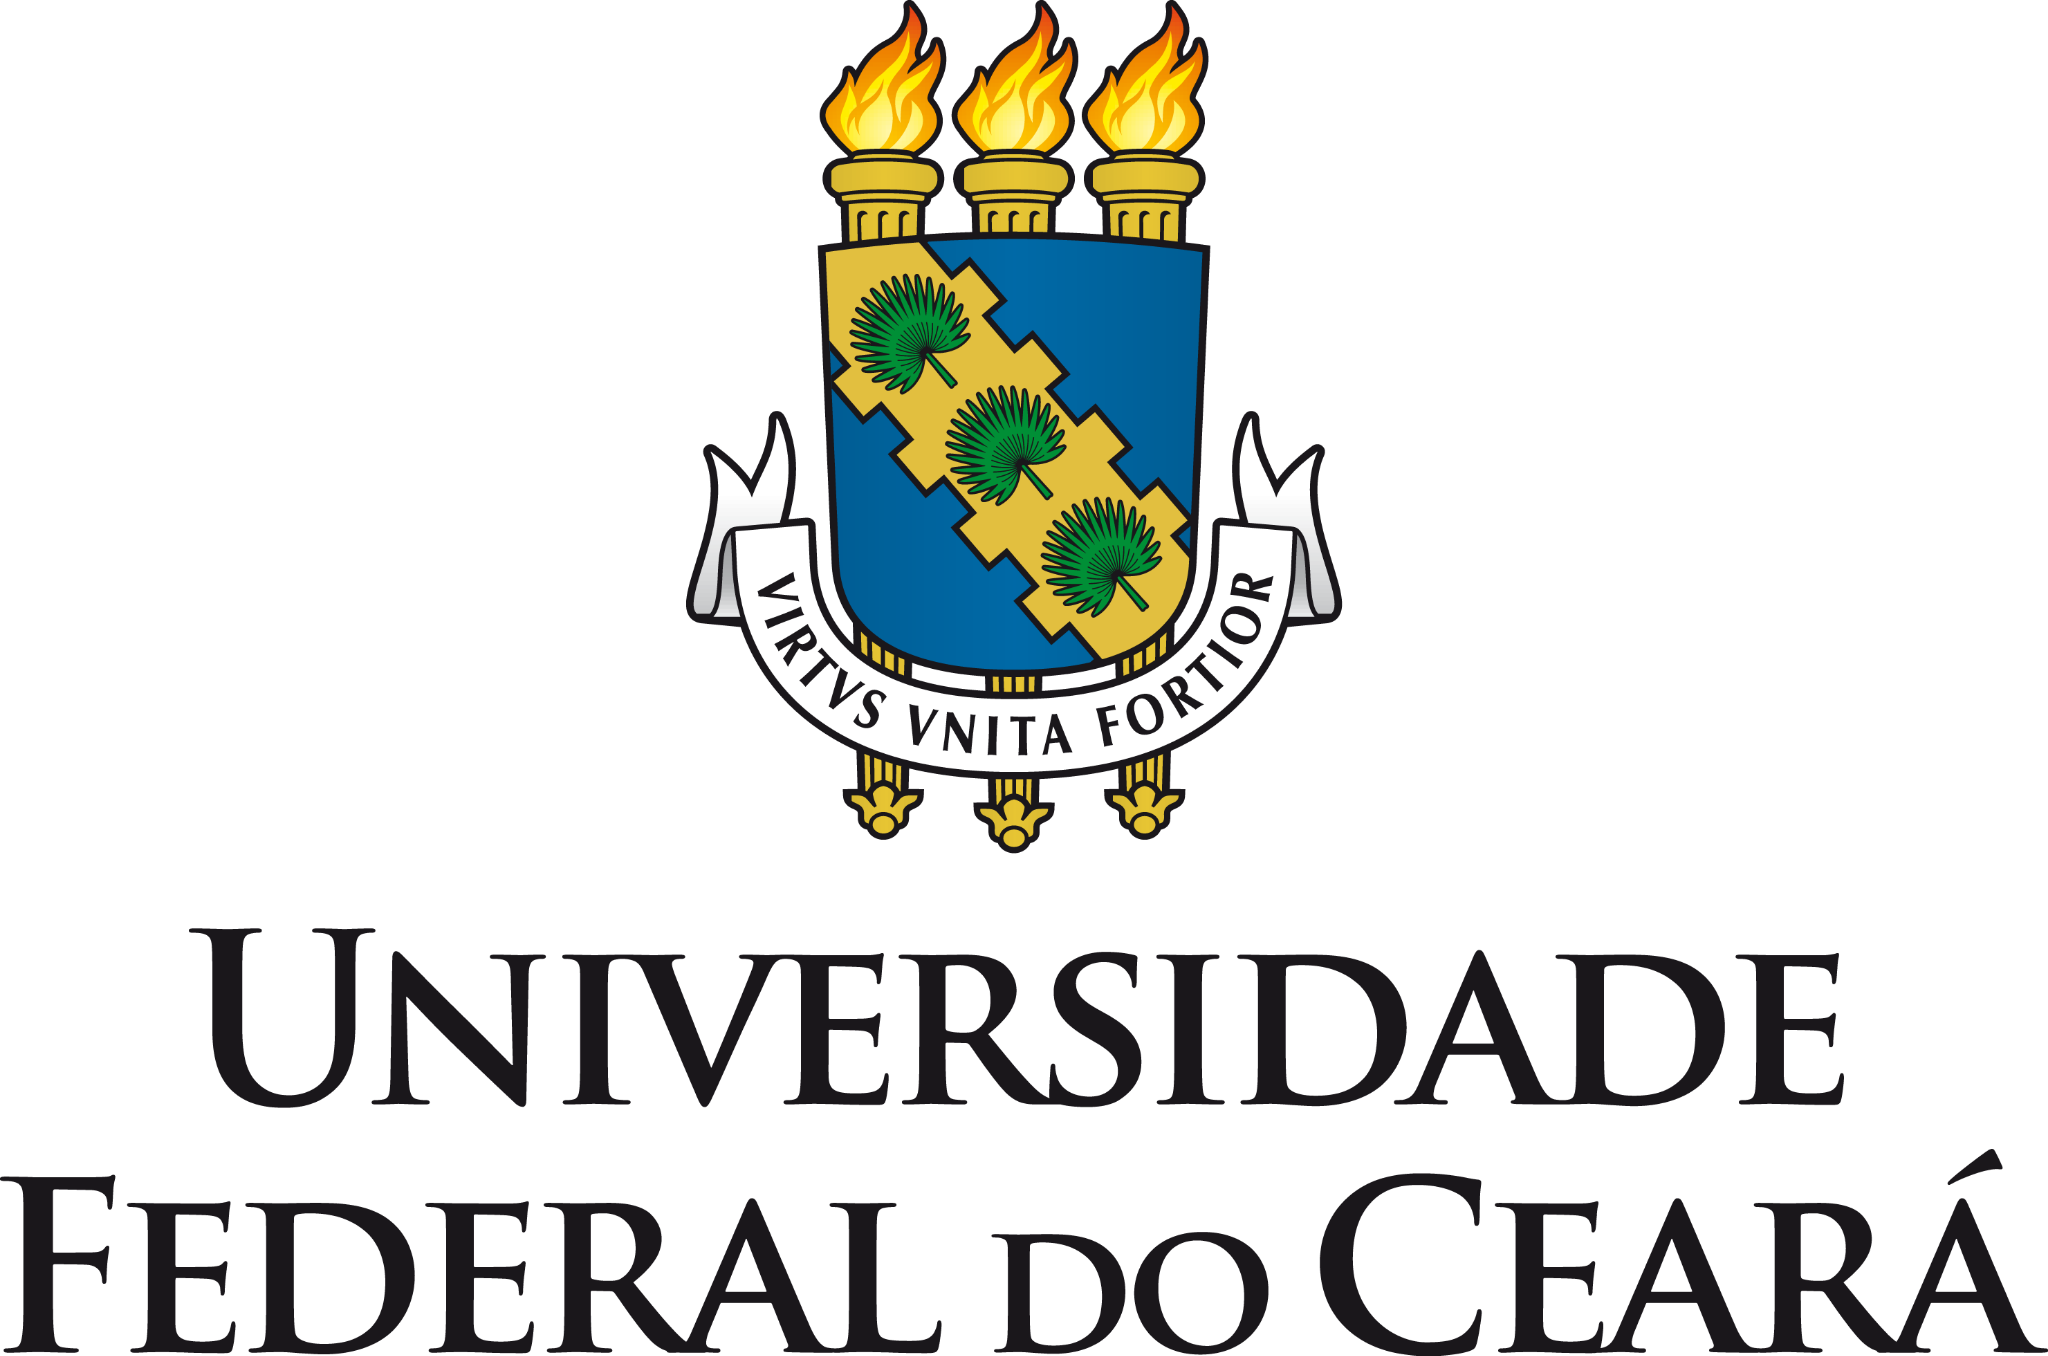 VIRTVS VNITA FORTIOR
UNIVERSIDADE
FEDERAL DO CEARÁ